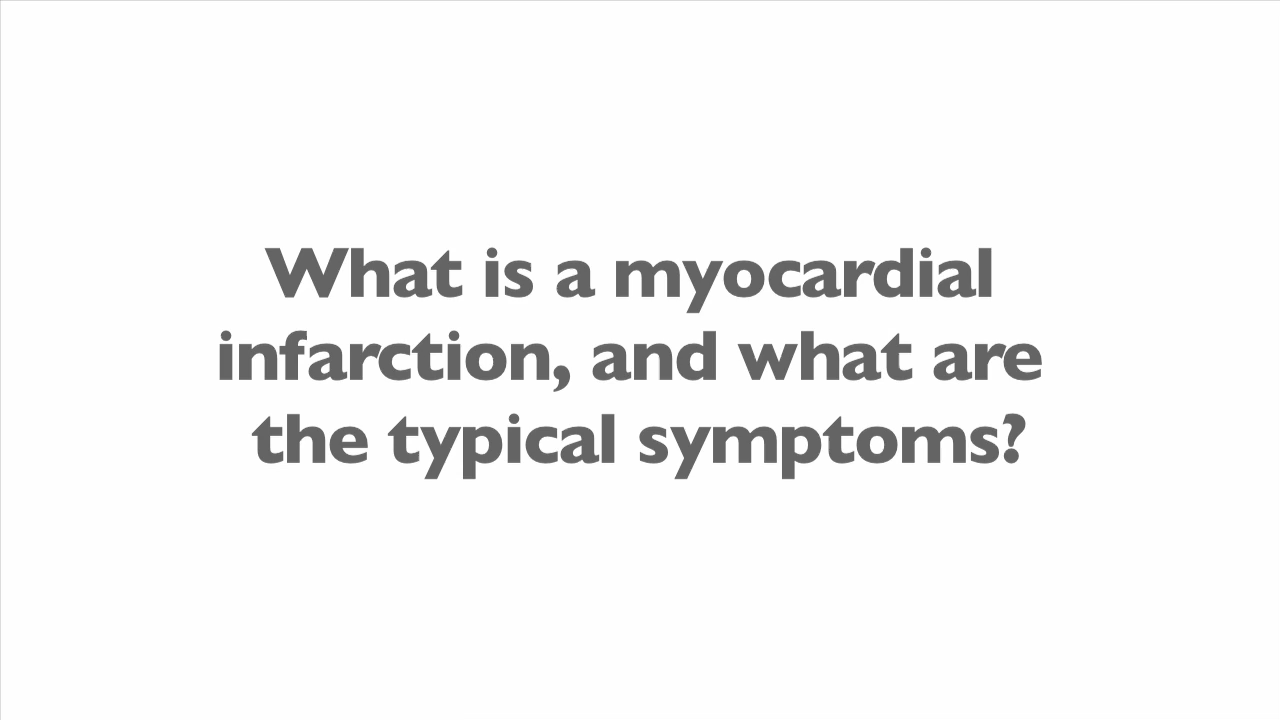 What is a myocardial
infarction, and what are
the typical symptoms?